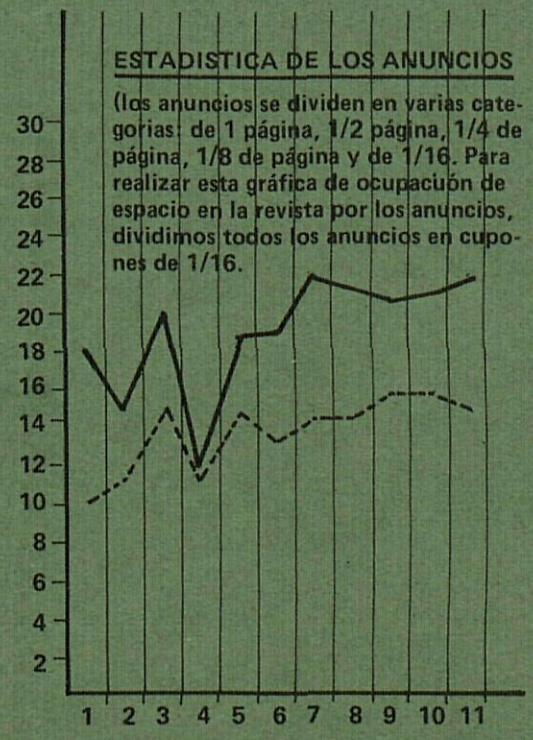 ESTADISTICA DE LOS ANUNCIOS
(los anuncios se dividen en varias cate-
gorias: de 1 página, 1/2 página, 1/4 de
página, 1/8 de página y de 1/16. Para
realizar esta gráfica de ocupacuón de
espacio en la revista por los anuncios,
dividimos todos los anuncios en cupo-
nes de 1/16.
30
28
26
24
22
20
18
16
14
12
10
8
6
4
2
1 2 3 4 5 6 7 8 9 10 11